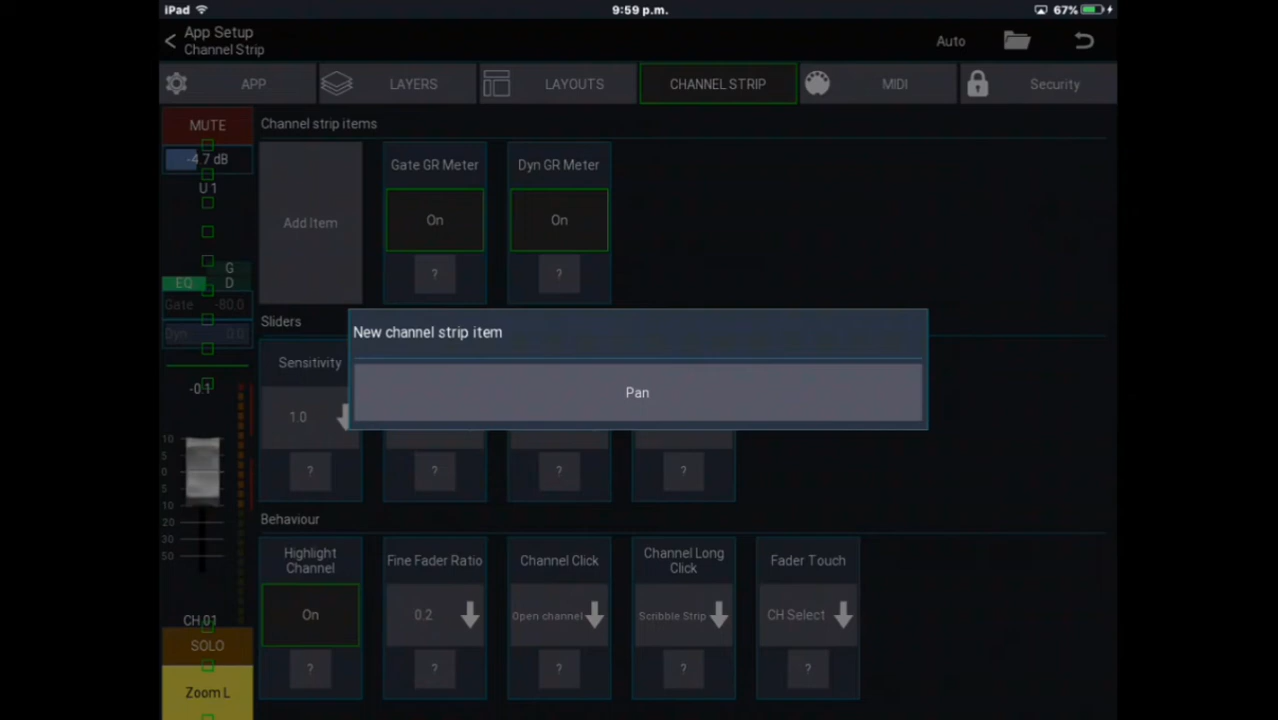 iPad
9:59 p.m.
67%
App Setup
Channel Strip
Auto
APP
LAYERS
LAYOUTS
CHANNEL STRIP
MIDI
Security
MUTE
-4.7 dB
U 1
G
EQ
D
Gate -80.0
Dyn 0.0
-0.1
10
5
0
5
10
20
30
50
CH.01
SOLO
Zoom L
Channel strip items
Add Item
Gate GR Meter
On
?
Dyn GR Meter
On
?
Sliders
Sensitivity
1.0
?
?
?
?
New channel strip item
Pan
Behaviour
Highlight
Channel
On
?
Fine Fader Ratio
0.2
?
Channel Click
Open channel
?
Channel Long
Click
Scribble Strip
?
Fader Touch
CH Select
?